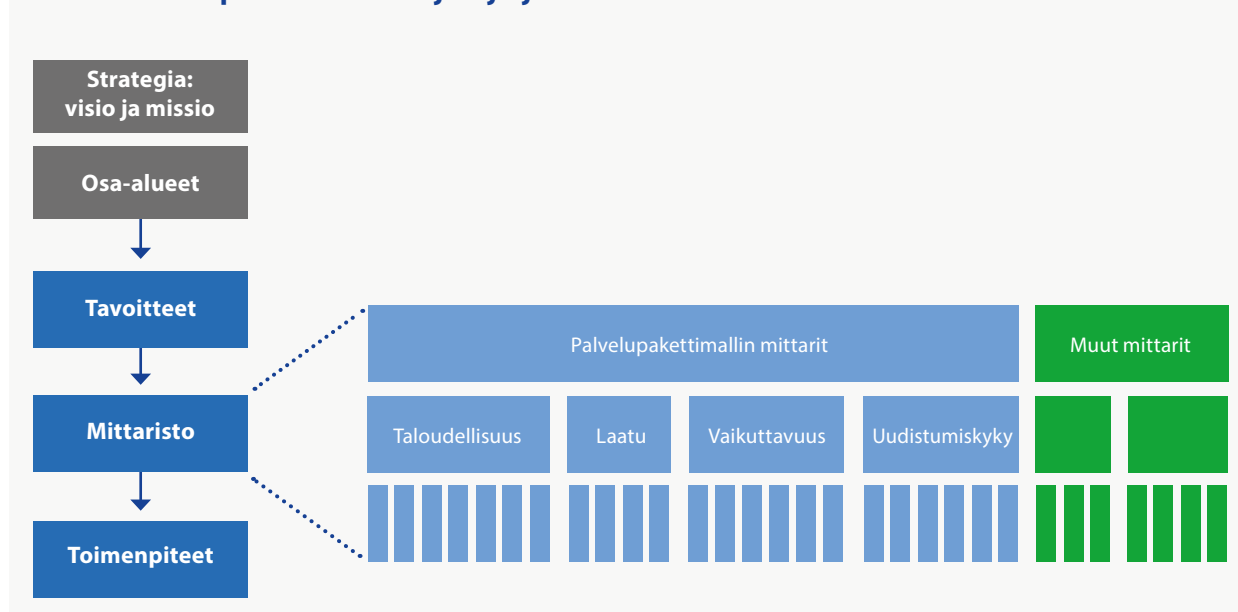 Strategia:
visio ja missio
Osa-alueet
Tavoitteet
Mittaristo
Toimenpiteet
Palvelupakettimallin mittarit
Muut mittarit
Taloudellisuus
Laatu
Vaikuttavuus
Uudistumiskyky